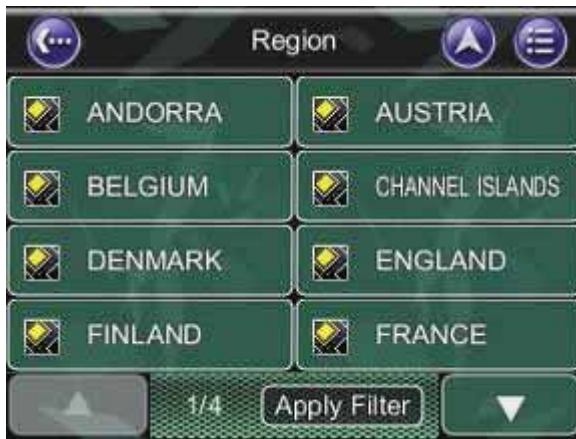 Region
ANDORRA
AUSTRIA
BELGIUM
CHANNEL ISLANDS
DENMARK
ENGLAND
FINLAND
FRANCE
1/4
Apply Filter